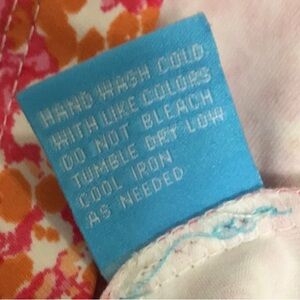 HAND WASH COLD
WITH LIKE COLORS
DO NOT BLEACH
TUMBLE DRY LOW
COOL IRON
AS NEEDED